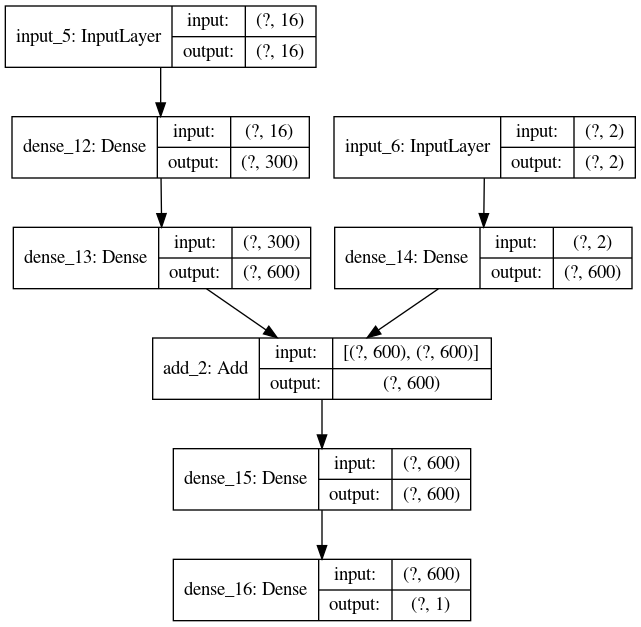 input_5: InputLayer
input: (?, 16)
output: (?, 16)
dense_12: Dense
input: (?, 16)
output: (?, 300)
input_6: InputLayer
input: (?, 2)
output: (?, 2)
dense_13: Dense
input: (?, 300)
output: (?, 600)
dense_14: Dense
input: (?, 2)
output: (?, 600)
add_2: Add
input: [(?, 600), (?, 600)]
output: (?, 600)
dense_15: Dense
input: (?, 600)
output: (?, 600)
dense_16: Dense
input: (?, 600)
output: (?, 1)